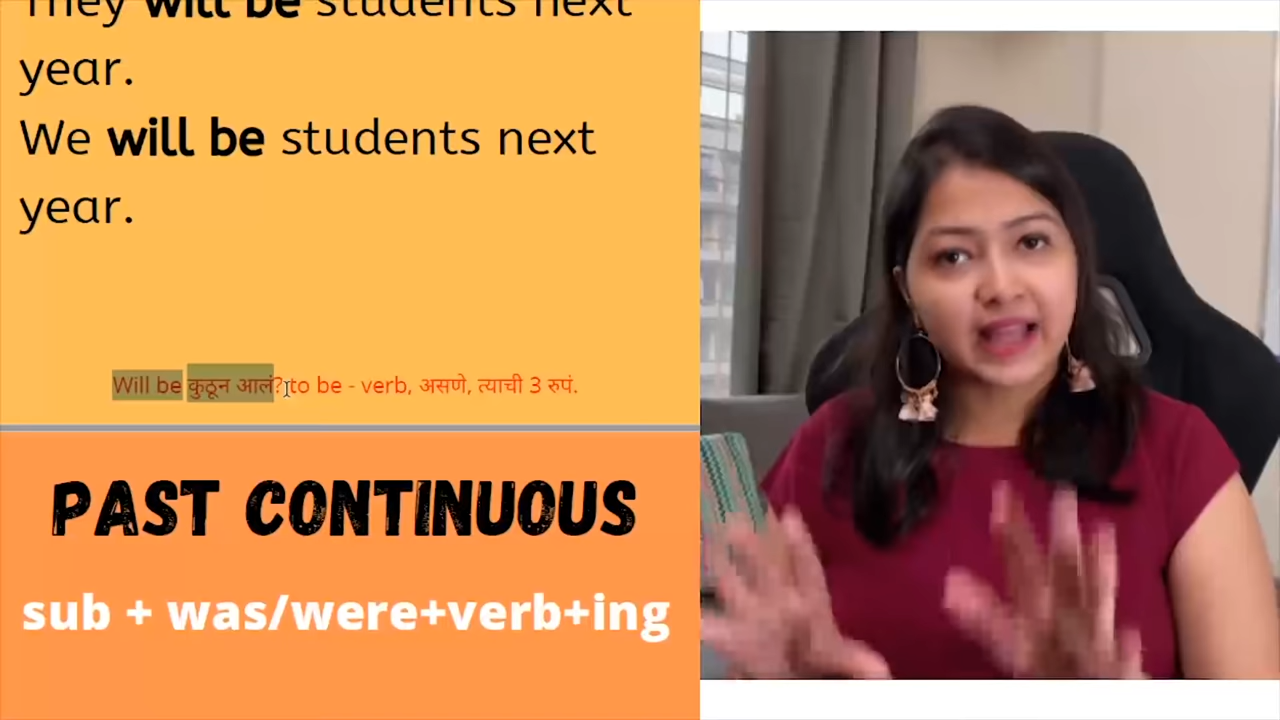 They will be students next
year.
We will be students next
year.
Will be कुठून आलं? to be - verb, असणे, त्याची 3 रुपं.
PAST CONTINUOUS
sub + was/were+verb+ing